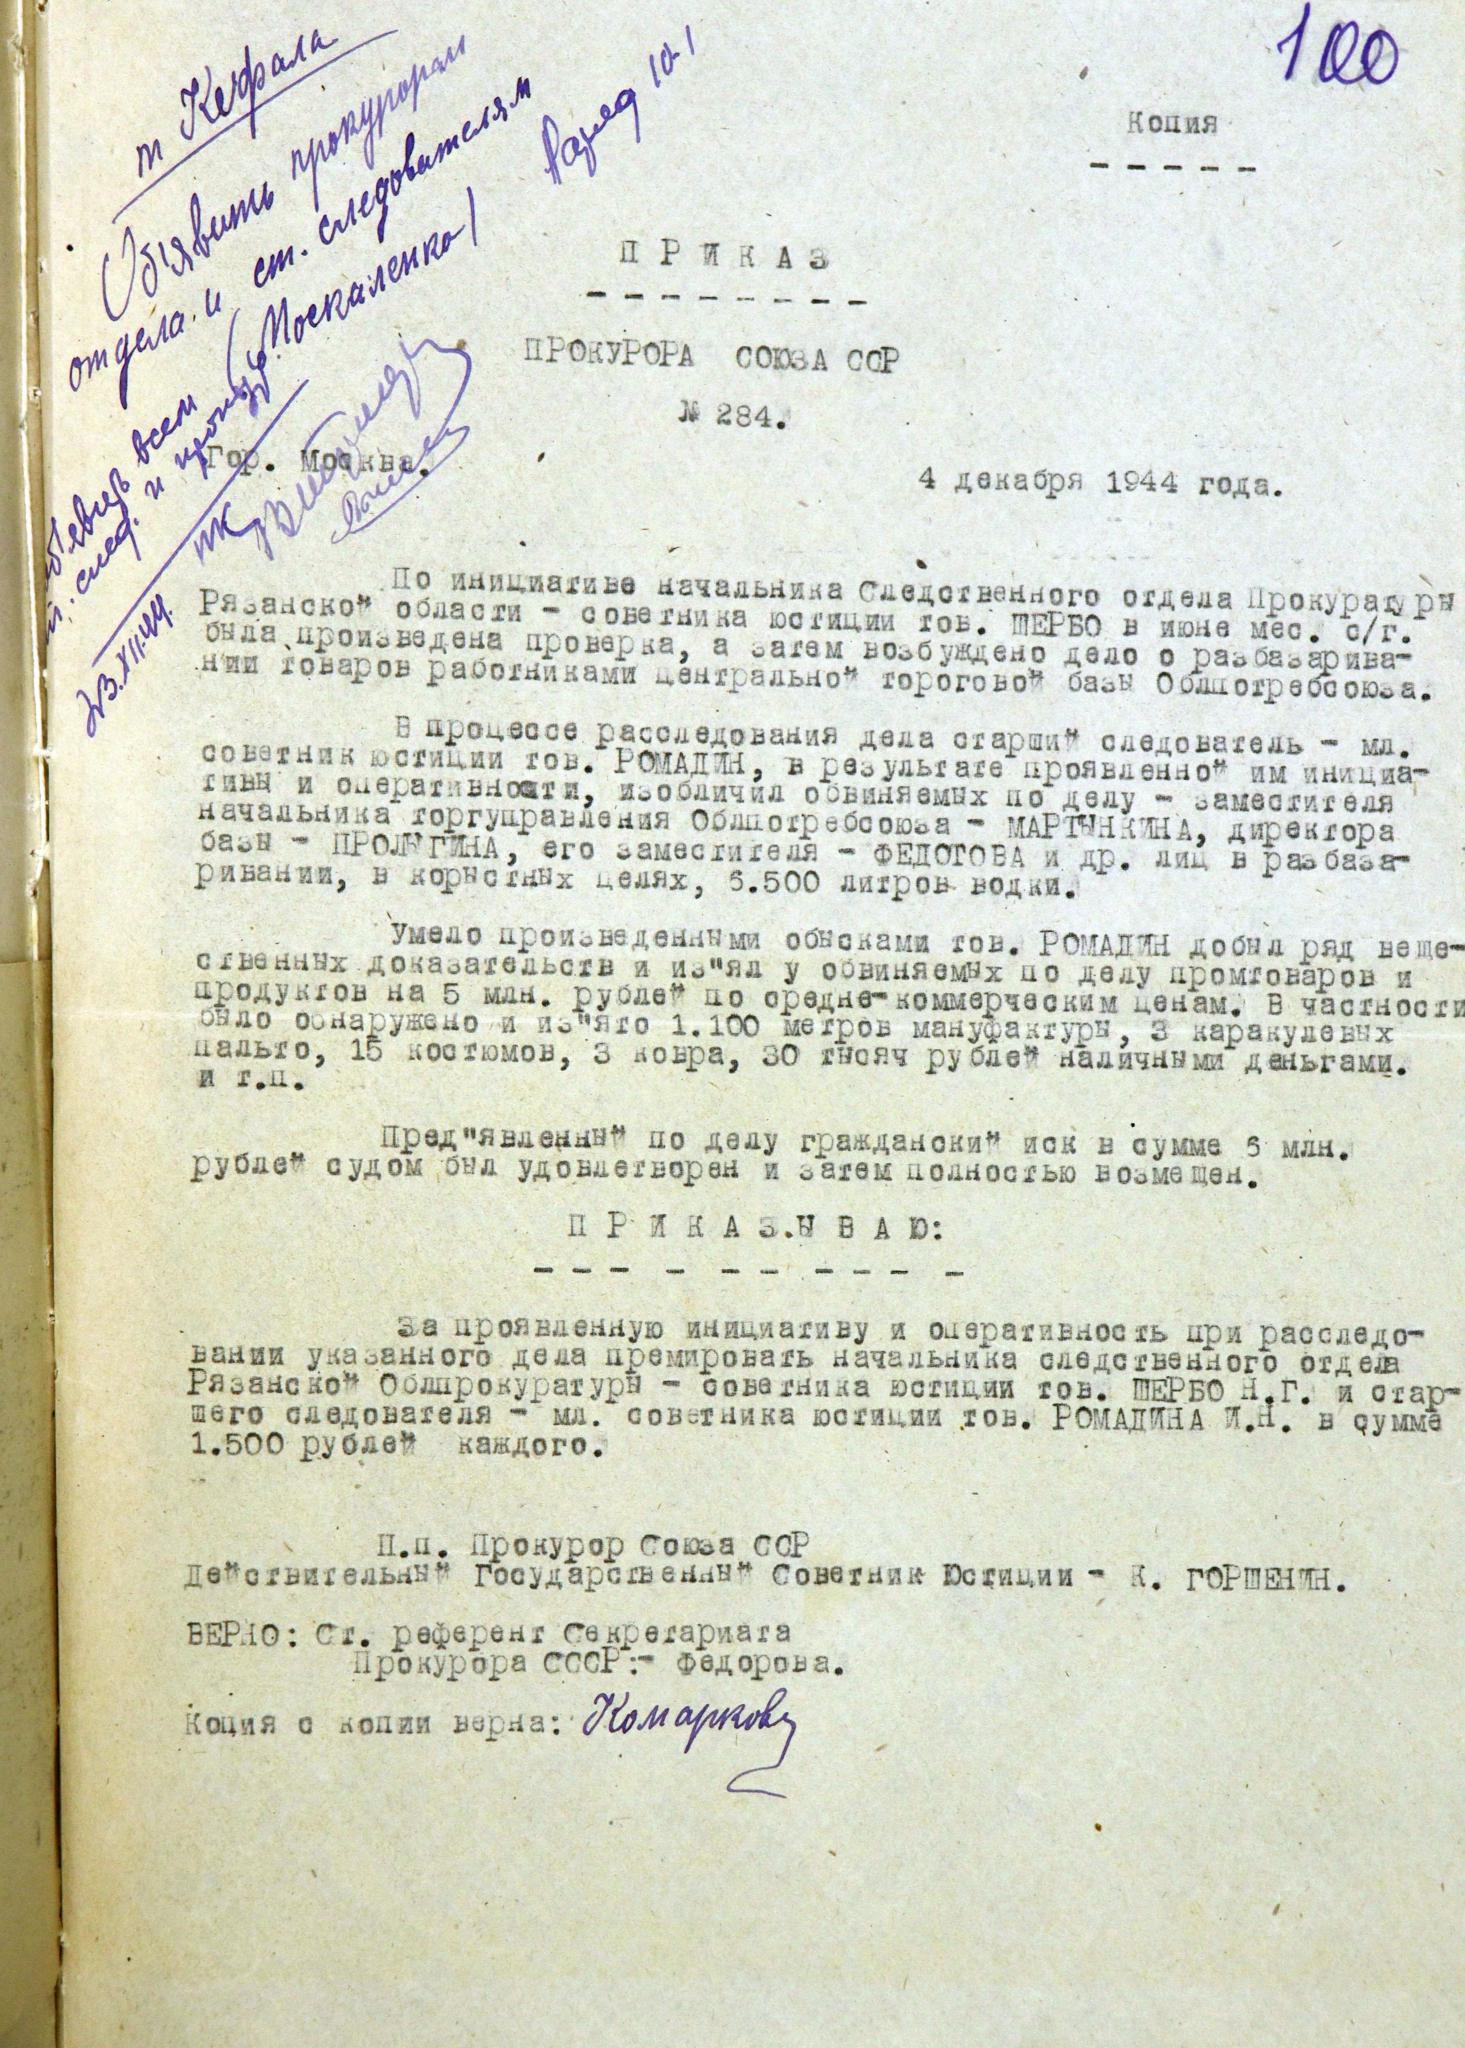 100
Копия
т Кефала
Об'явить прокурорам
отдела и ст. следователям
(Москаленко)
ПРИКАЗ
ПРОКУРОРА СОЮЗА ССР
№ 284.
Гор. Москва.
4 декабря 1944 года.
всем
след. и
23.XII.44.
По инициативе начальника Следственного отдела Прокуратуры
Рязанской области - советника юстиции тов. ШЕРБО в июне мес. с/г.
была произведена проверка, а затем возбуждено дело о разбазарива-
нии товаров работниками Центральной тороговой базы Облпотребсоюза.
В процессе расследования дела старший следователь - мл.
советник юстиции тов. РОМАДИН, в результате проявленной им инициа-
тивы и оперативности, изобличил обвиняемых по делу - заместителя
начальника торгуправления Облпотребсоюза - МАРТЫНКИНА, директора
базы - ПРОЛЫГИНА, его заместителя - ФЕДОТОВА и др. лиц в разбаза-
ривании, в корыстных целях, 6.500 литров водки.
Умело произведенными обысками тов. РОМАДИН добыл ряд веще-
ственных доказательств и из"ял у обвиняемых по делу промтоваров и
продуктов на 5 млн. рублей по средне-коммерческим ценам. В частности
было обнаружено и из"ято 1.100 метров мануфактуры, 3 каракулевых
пальто, 15 костюмов, 3 ковра, 30 тысяч рублей наличными деньгами.
и т.п.
Пред"явленный по делу гражданский иск в сумме 6 млн.
рублей судом был удовлетворен и затем полностью возмещен.
ПРИКАЗ.ЫВАЮ:
За проявленную инициативу и оперативность при расследо-
вании указанного дела премировать начальника следственного отдела
Рязанской Облпрокуратуры - советника юстиции тов. ШЕРБО Н.Г. и стар-
шего следователя - мл. советника юстиции тов. РОМАДИНА И.Н. в сумме
1.500 рублей каждого.
П.п. Прокурор Союза ССР
Действительный Государственный Советник Юстиции - К. ГОРШЕНИН.
ВЕРНО: Ст. референт Секретариата
Прокурора СССР:- Федорова.
Копия с копии верна: Комаркова